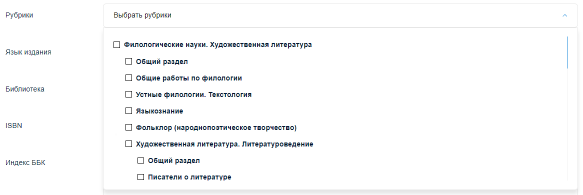 Рубрики
Выбрать рубрики
Филологические науки. Художественная литература
Общий раздел
Язык издания
Общие работы по филологии
Библиотека
Устные филологии. Текстология
Языкознание
ISBN
Фольклор (народнопоэтическое творчество)
Художественная литература. Литературоведение
Индекс ББК
Общий раздел
Писатели о литературе